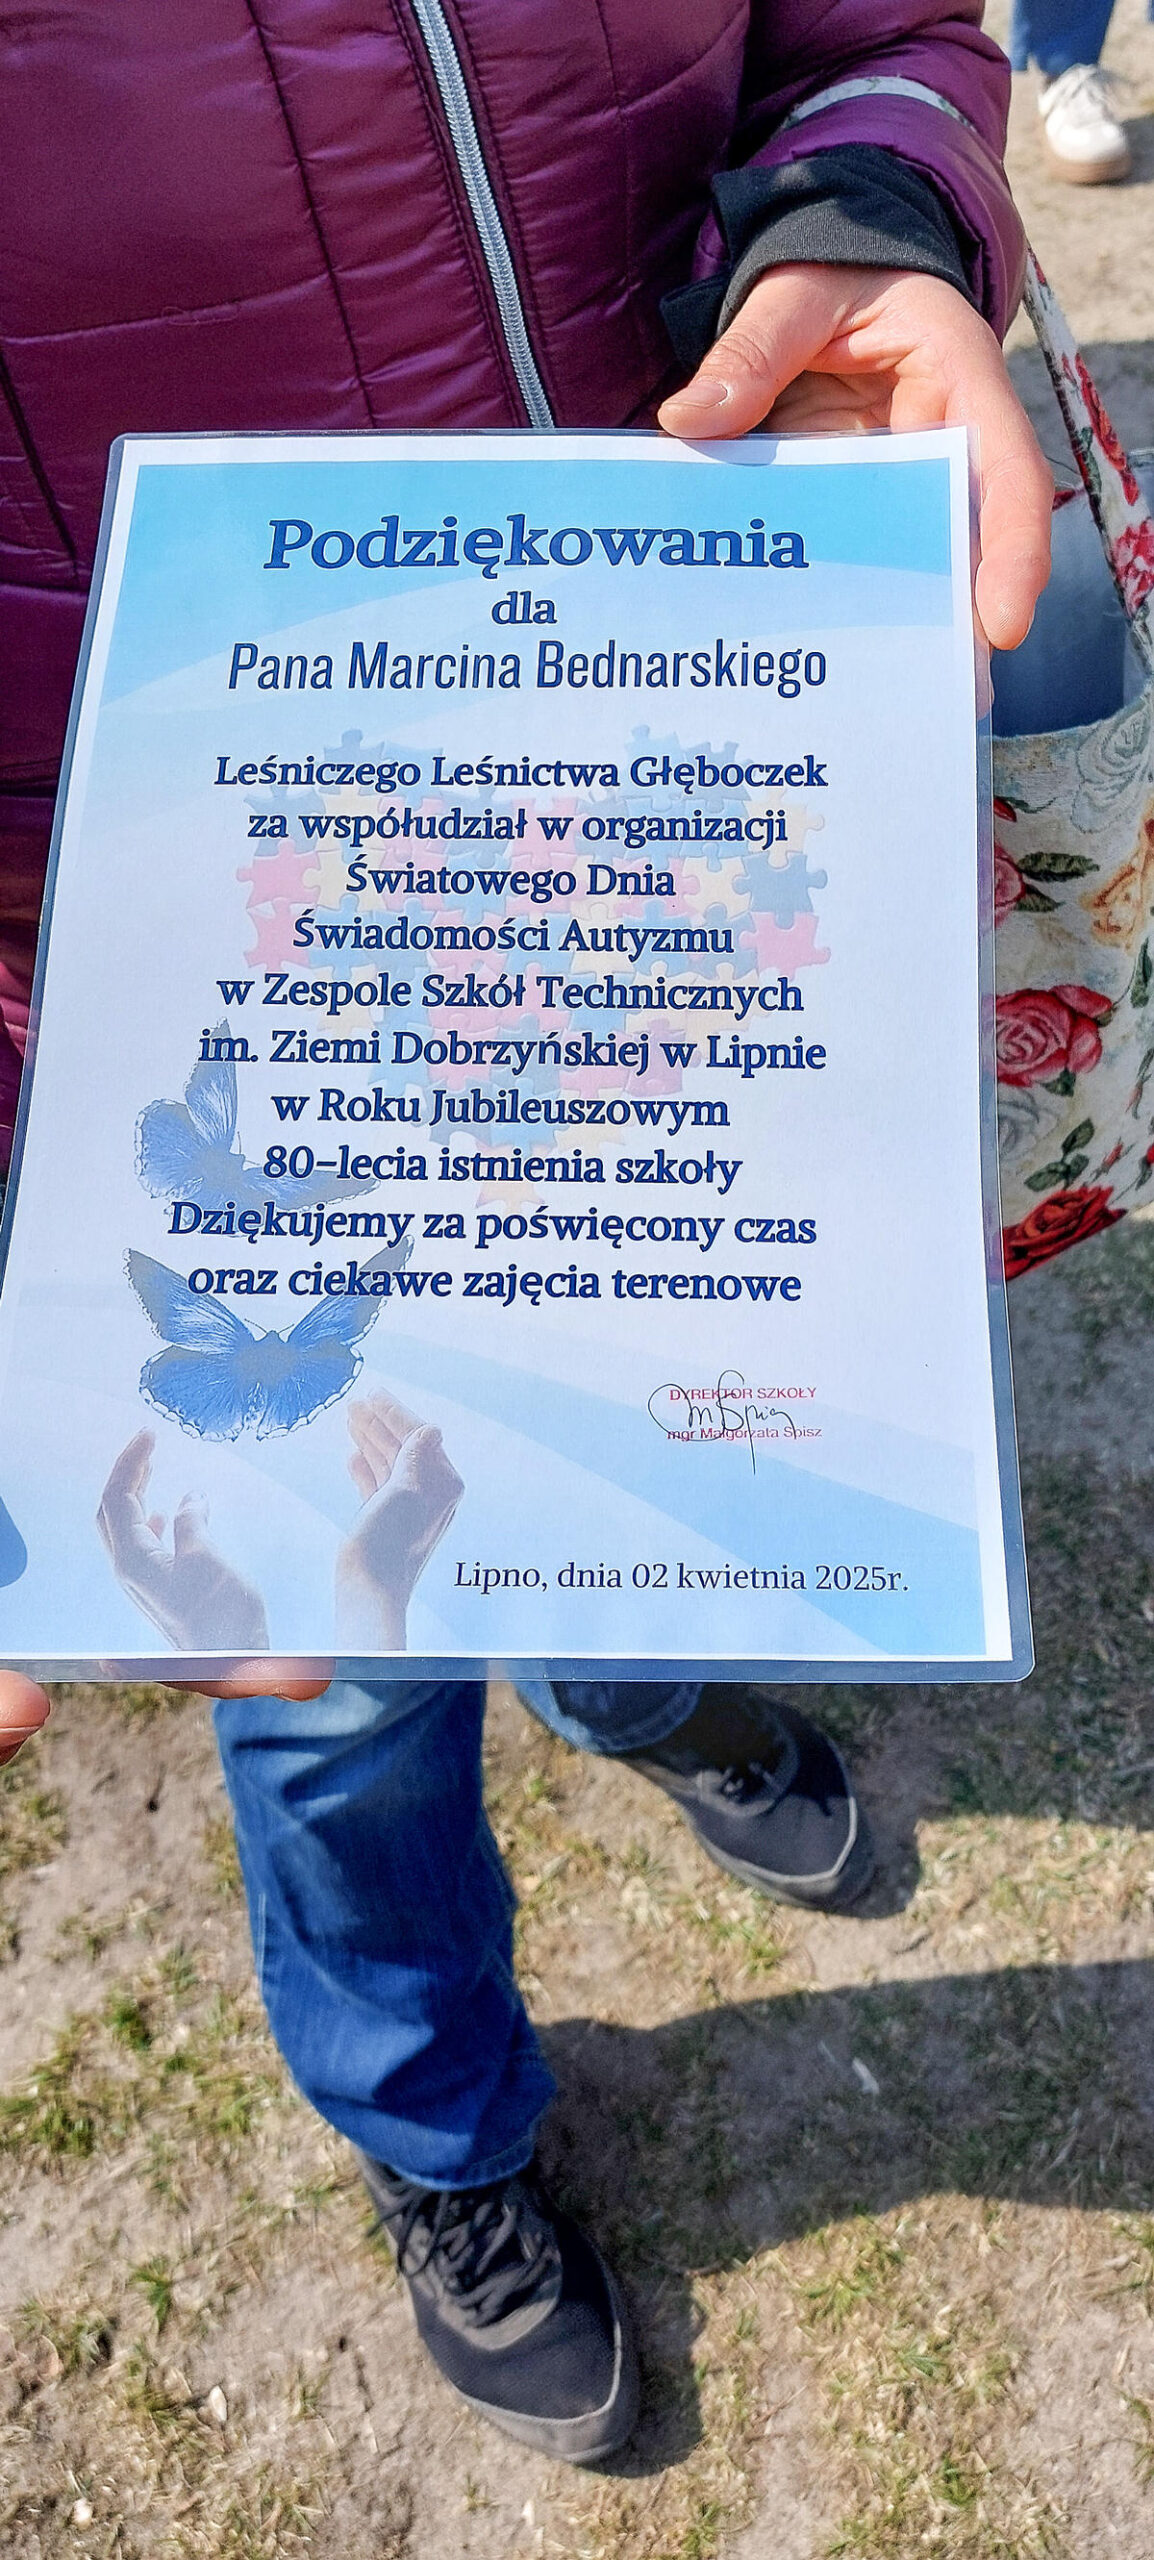 Podziękowania
dla
Pana Marcina Bednarskiego
Leśniczego Leśnictwa Głęboczek
za współudział w organizacji
Światowego Dnia
Świadomości Autyzmu
w Zespole Szkół Technicznych
im. Ziemi Dobrzyńskiej w Lipnie
w Roku Jubileuszowym
80-lecia istnienia szkoły
Dziękujemy za poświęcony czas
oraz ciekawe zajęcia terenowe
DYREKTOR SZKOŁY
mgr Małgorzata Spisz
Lipno, dnia 02 kwietnia 2025r.